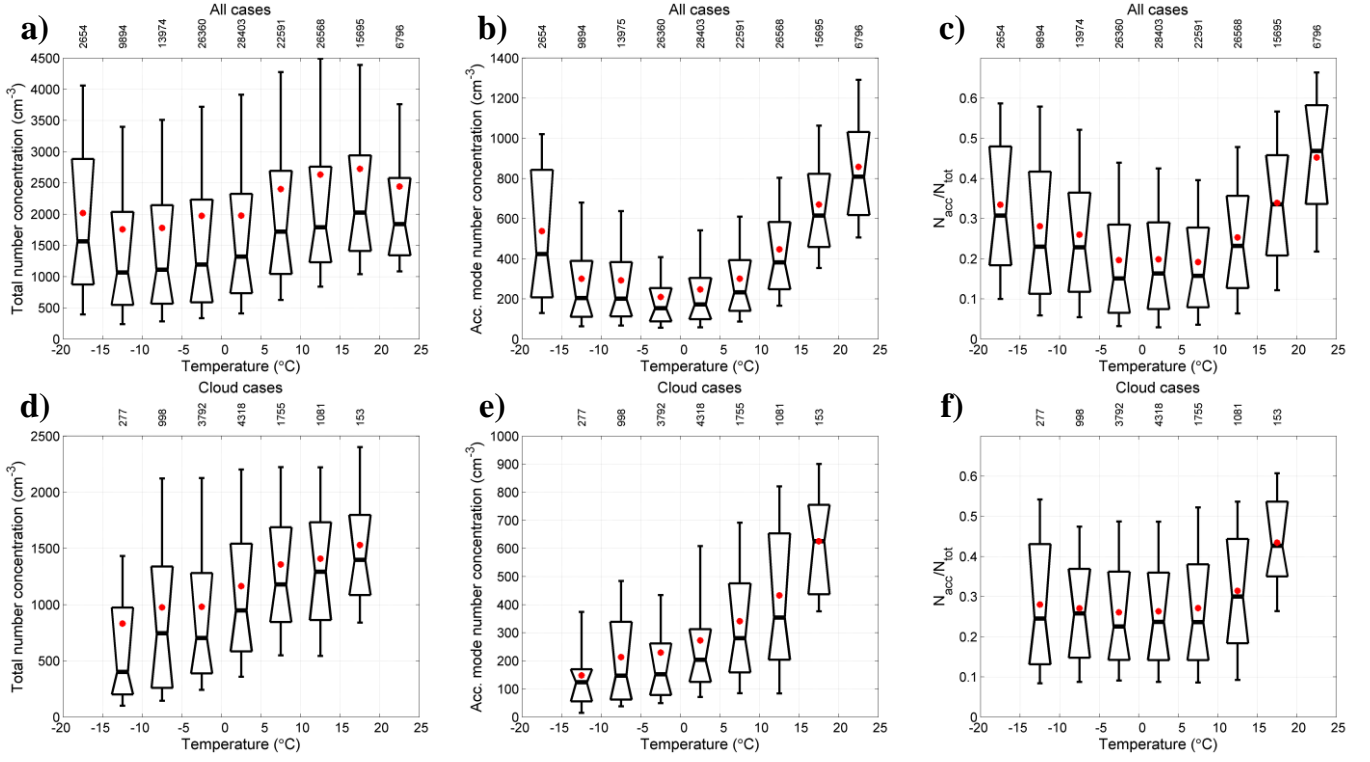 a)
All cases
2654 9894 13974 26360 28403 22591 26568 15695 6796
Total number concentration (cm-3)
4500
4000
3500
3000
2500
2000
1500
1000
500
0
-20 -15 -10 -5 0 5 10 15 20 25
Temperature (°C)
b)
All cases
2654 9894 13975 26360 28403 22591 26568 15695 6796
Acc. mode number concentration (cm-3)
1400
1200
1000
800
600
400
200
0
-20 -15 -10 -5 0 5 10 15 20 25
Temperature (°C)
c)
All cases
2654 9894 13974 26360 28403 22591 26568 15695 6796
Nacc/Ntot
0.6
0.5
0.4
0.3
0.2
0.1
0
-20 -15 -10 -5 0 5 10 15 20 25
Temperature (°C)
d)
Cloud cases
277 998 3792 4318 1755 1081 153
Total number concentration (cm-3)
2500
2000
1500
1000
500
0
-20 -15 -10 -5 0 5 10 15 20 25
Temperature (°C)
e)
Cloud cases
277 998 3792 4318 1755 1081 153
Acc. mode number concentration (cm-3)
1000
900
800
700
600
500
400
300
200
100
0
-20 -15 -10 -5 0 5 10 15 20 25
Temperature (°C)
f)
Cloud cases
277 998 3792 4318 1755 1081 153
Nacc/Ntot
0.6
0.5
0.4
0.3
0.2
0.1
0
-20 -15 -10 -5 0 5 10 15 20 25
Temperature (°C)